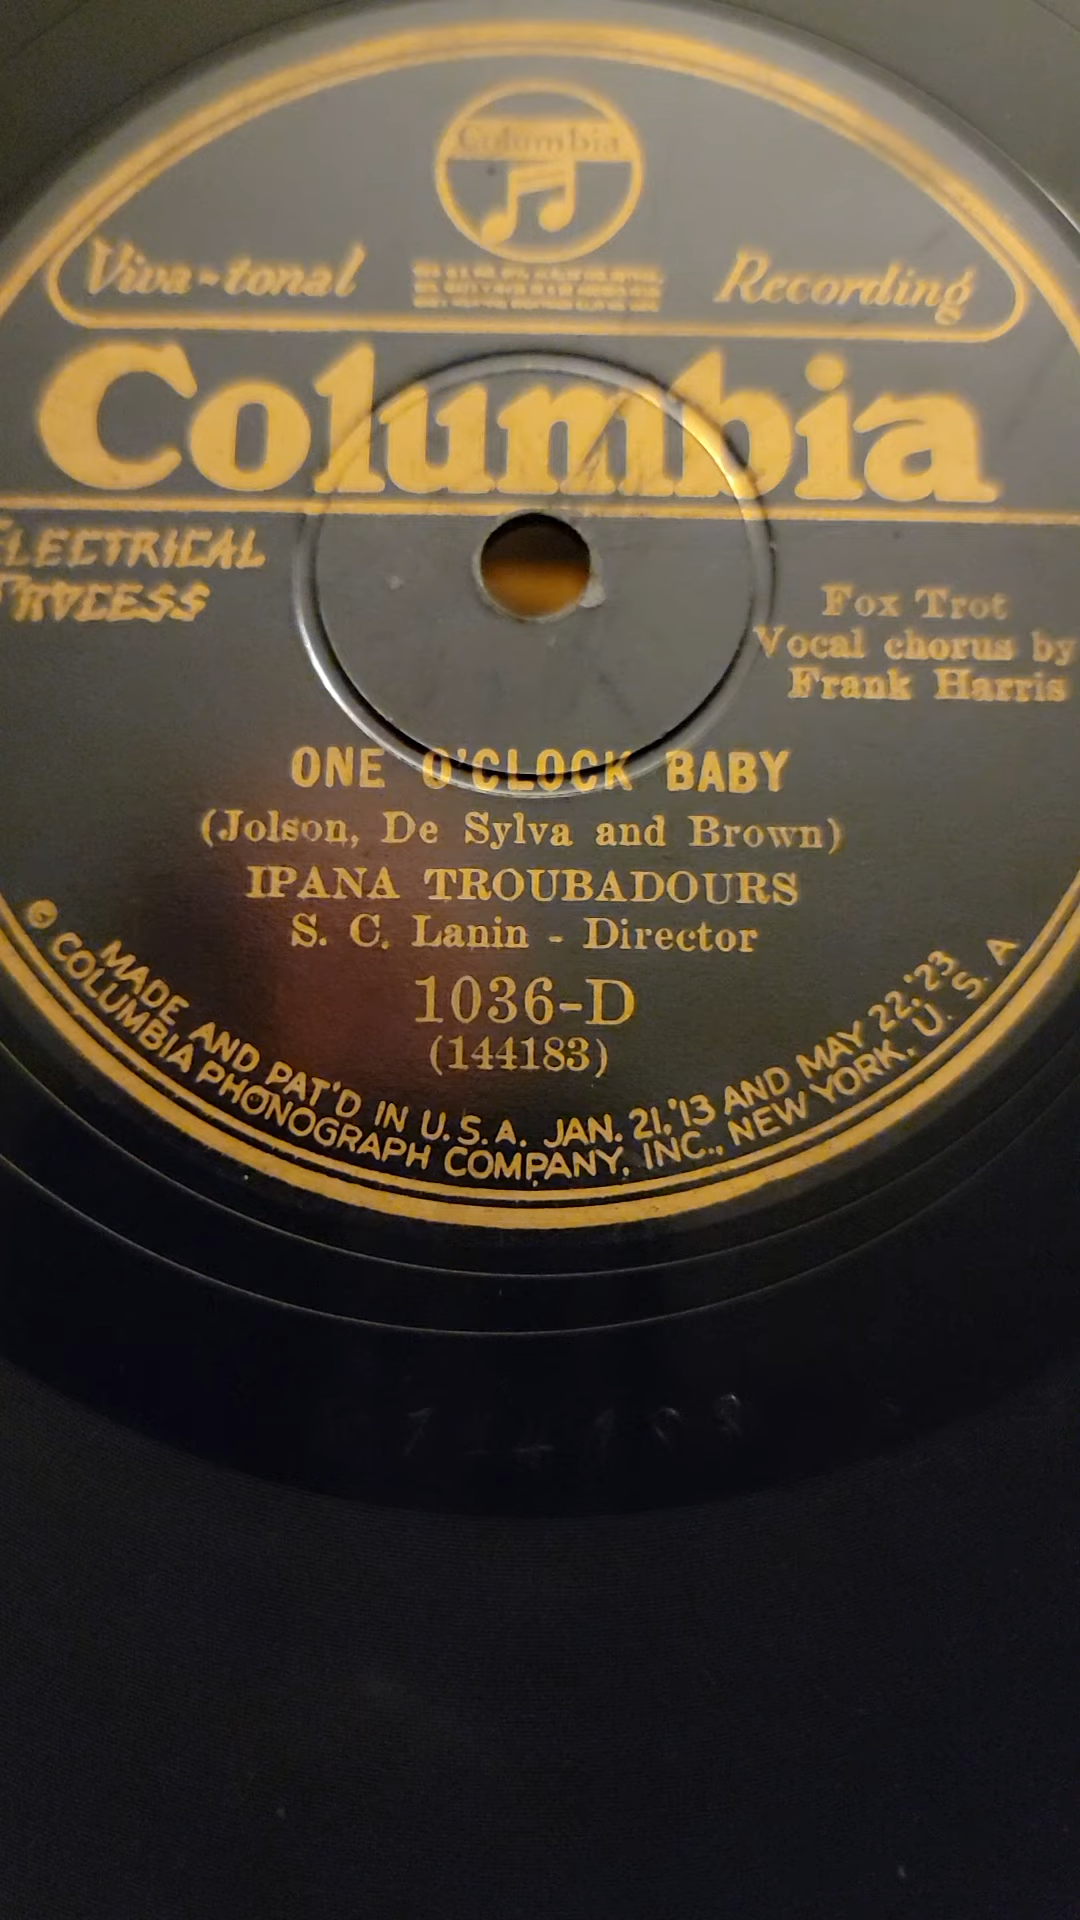 Columbia
Viva-tonal
Recording
Columbia
ELECTRICAL
PROCESS
Fox Trot
Vocal chorus by
Frank Harris
ONE O'CLOCK BABY
(Jolson, De Sylva and Brown)
IPANA TROUBADOURS
S. C. Lanin - Director
1036-D
(144183)
MADE AND PAT'D IN U.S.A. JAN. 21,'13 AND MAY 22,'23
© COLUMBIA PHONOGRAPH COMPANY, INC., NEW YORK, U. S. A